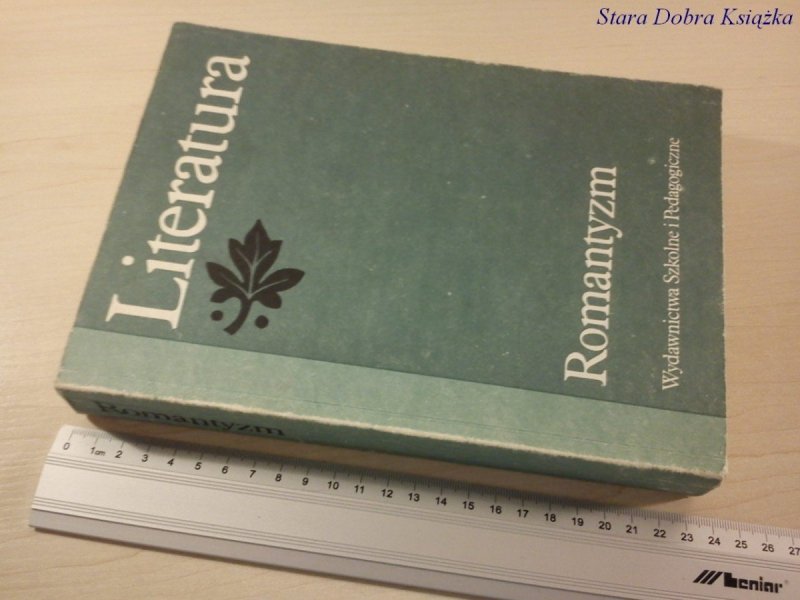 Stara Dobra Książka
Literatura
Romantyzm
Wydawnictwa Szkolne i Pedagogiczne
Romantyzm
0 1cm 2 3 4 5 6 7 8 9 10 11 12 13 14 15 16 17 18 19 20 21 22 23 24 25 26 27
leniar